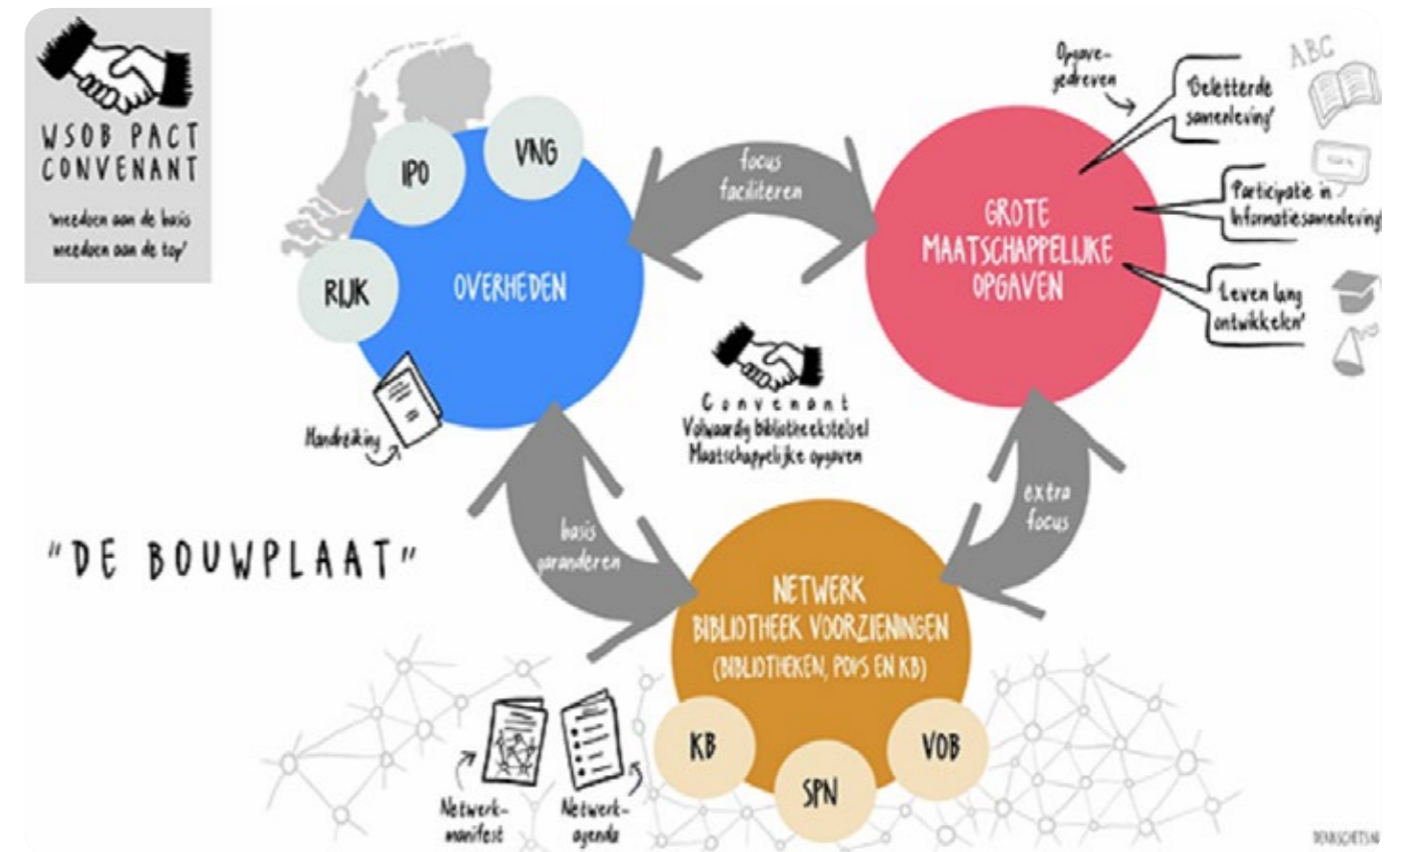 WSOB PACT
CONVENANT
'meedoen aan de basis
meedoen aan de top'
IPO
VNG
RIJK
OVERHEDEN
Handreiking
focus
faciliteren
Opgave-
gedreven
GROTE
MAATSCHAPPELIJKE
OPGAVEN
'Geletterde
samenleving'
ABC
'Participatie in
Informatiesamenleving'
'Leven lang
ontwikkelen'
Convenant
Volwaardig bibliotheekstelsel
Maatschappelijke opgaven
basis
garanderen
extra
focus
"DE BOUWPLAAT"
NETWERK
BIBLIOTHEEK VOORZIENINGEN
(BIBLIOTHEKEN, POI'S EN KB)
KB
SPN
VOB
Netwerk-
manifest
Netwerk-
agenda